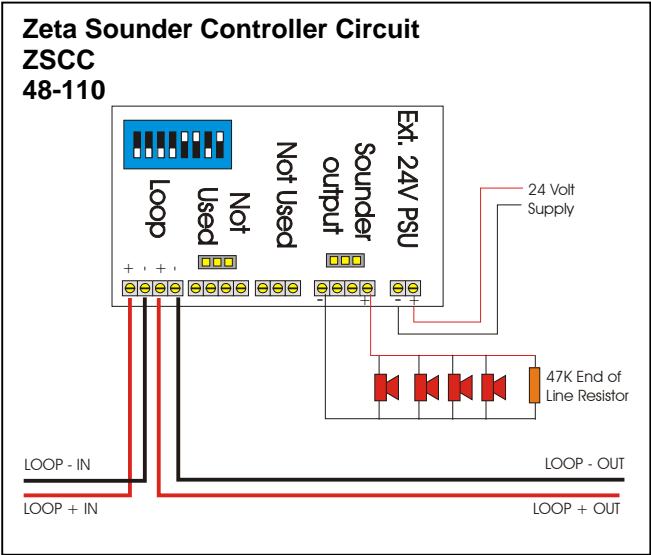 Zeta Sounder Controller Circuit
ZSCC
48-110
Loop
Not
Used
Not Used
Sounder
output
Ext. 24V PSU
+ - + -
- +
- +
24 Volt
Supply
47K End of
Line Resistor
LOOP - IN
LOOP + IN
LOOP - OUT
LOOP + OUT